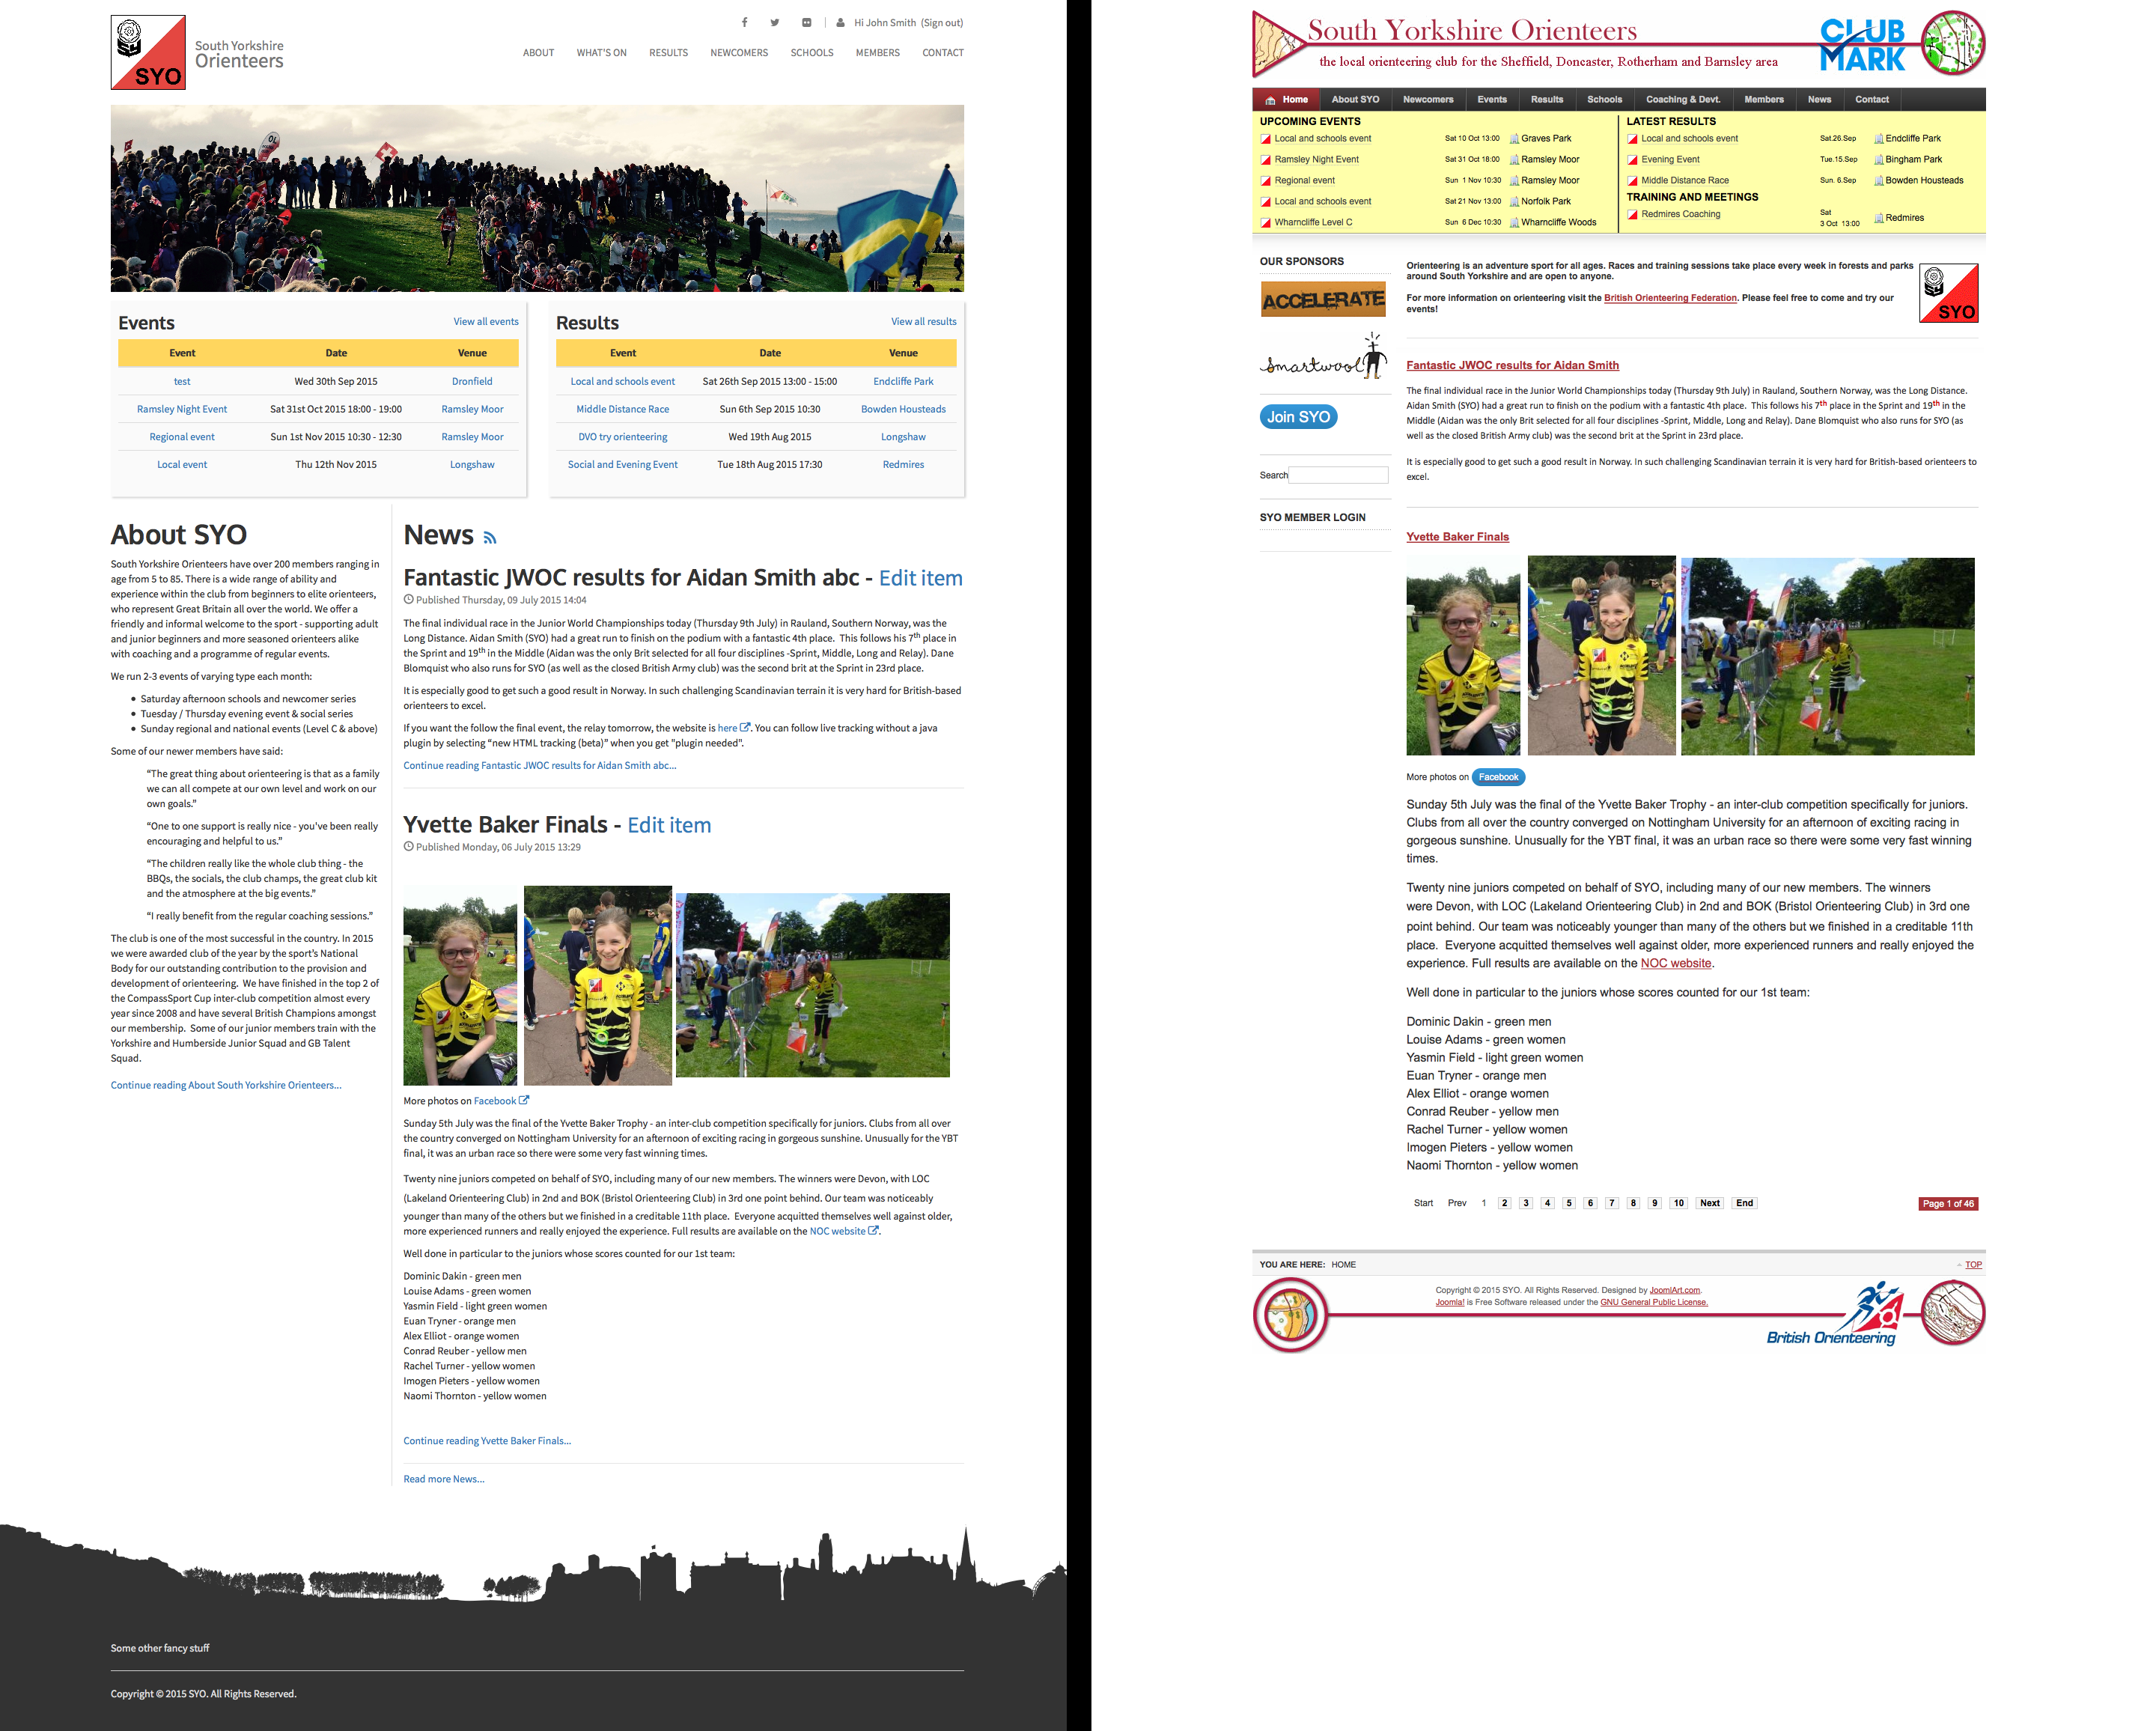 SYO
South Yorkshire
Orienteers
Hi John Smith (Sign out)
ABOUT WHAT'S ON RESULTS NEWCOMERS SCHOOLS MEMBERS CONTACT
OL
Events View all events
Event Date Venue
test Wed 30th Sep 2015 Dronfield
Ramsley Night Event Sat 31st Oct 2015 18:00 - 19:00 Ramsley Moor
Regional event Sun 1st Nov 2015 10:30 - 12:30 Ramsley Moor
Local event Thu 12th Nov 2015 Longshaw
Results View all results
Event Date Venue
Local and schools event Sat 26th Sep 2015 13:00 - 15:00 Endcliffe Park
Middle Distance Race Sun 6th Sep 2015 10:30 Bowden Housteads
DVO try orienteering Wed 19th Aug 2015 Longshaw
Social and Evening Event Tue 18th Aug 2015 17:30 Redmires
About SYO
South Yorkshire Orienteers have over 200 members ranging in
age from 5 to 85. There is a wide range of ability and
experience within the club from beginners to elite orienteers,
who represent Great Britain all over the world. We offer a
friendly and informal welcome to the sport - supporting adult
and junior beginners and more seasoned orienteers alike
with coaching and a programme of regular events.
We run 2-3 events of varying type each month:
• Saturday afternoon schools and newcomer series
• Tuesday / Thursday evening event & social series
• Sunday regional and national events (Level C & above)
Some of our newer members have said:
“The great thing about orienteering is that as a family
we can all compete at our own level and work on our
own goals.”
“One to one support is really nice - you've been really
encouraging and helpful to us.”
“The children really like the whole club thing - the
BBQs, the socials, the club champs, the great club kit
and the atmosphere at the big events.”
“I really benefit from the regular coaching sessions.”
The club is one of the most successful in the country. In 2015
we were awarded club of the year by the sport's National
Body for our outstanding contribution to the provision and
development of orienteering. We have finished in the top 2 of
the CompassSport Cup inter-club competition almost every
year since 2008 and have several British Champions amongst
our membership. Some of our junior members train with the
Yorkshire and Humberside Junior Squad and GB Talent
Squad.
Continue reading About South Yorkshire Orienteers...
News
Fantastic JWOC results for Aidan Smith abc - Edit item
Published Thursday, 09 July 2015 14:04
The final individual race in the Junior World Championships today (Thursday 9th July) in Rauland, Southern Norway, was the
Long Distance. Aidan Smith (SYO) had a great run to finish on the podium with a fantastic 4th place. This follows his 7th place in
the Sprint and 19th in the Middle (Aidan was the only Brit selected for all four disciplines -Sprint, Middle, Long and Relay). Dane
Blomquist who also runs for SYO (as well as the closed British Army club) was the second brit at the Sprint in 23rd place.
It is especially good to get such a good result in Norway. In such challenging Scandinavian terrain it is very hard for British-based
orienteers to excel.
If you want the follow the final event, the relay tomorrow, the website is here. You can follow live tracking without a java
plugin by selecting “new HTML tracking (beta)” when you get "plugin needed".
Continue reading Fantastic JWOC results for Aidan Smith abc...
Yvette Baker Finals - Edit item
Published Monday, 06 July 2015 13:29
More photos on Facebook
Sunday 5th July was the final of the Yvette Baker Trophy - an inter-club competition specifically for juniors. Clubs from all over
the country converged on Nottingham University for an afternoon of exciting racing in gorgeous sunshine. Unusually for the YBT
final, it was an urban race so there were some very fast winning times.
Twenty nine juniors competed on behalf of SYO, including many of our new members. The winners were Devon, with LOC
(Lakeland Orienteering Club) in 2nd and BOK (Bristol Orienteering Club) in 3rd one point behind. Our team was noticeably
younger than many of the others but we finished in a creditable 11th place. Everyone acquitted themselves well against older,
more experienced runners and really enjoyed the experience. Full results are available on the NOC website.
Well done in particular to the juniors whose scores counted for our 1st team:
Dominic Dakin - green men
Louise Adams - green women
Yasmin Field - light green women
Euan Tryner - orange men
Alex Elliot - orange women
Conrad Reuber - yellow men
Rachel Turner - yellow women
Imogen Pieters - yellow women
Naomi Thornton - yellow women
Continue reading Yvette Baker Finals...
Read more News...
Some other fancy stuff
Copyright © 2015 SYO. All Rights Reserved.
South Yorkshire Orienteers
the local orienteering club for the Sheffield, Doncaster, Rotherham and Barnsley area
CLUB
MARK
Home About SYO Newcomers Events Results Schools Coaching & Devt. Members News Contact
UPCOMING EVENTS
Local and schools event Sat 10 Oct 13:00 Graves Park
Ramsley Night Event Sat 31 Oct 18:00 Ramsley Moor
Regional event Sun 1 Nov 10:30 Ramsley Moor
Local and schools event Sat 21 Nov 13:00 Norfolk Park
Wharncliffe Level C Sun 6 Dec 10:30 Wharncliffe Woods
LATEST RESULTS
Local and schools event Sat.26.Sep Endcliffe Park
Evening Event Tue.15.Sep Bingham Park
Middle Distance Race Sun. 6.Sep Bowden Housteads
TRAINING AND MEETINGS
Redmires Coaching Sat 3 Oct 13:00 Redmires
OUR SPONSORS
ACCELERATE
smartwool
Join SYO
Search
SYO MEMBER LOGIN
Orienteering is an adventure sport for all ages. Races and training sessions take place every week in forests and parks
around South Yorkshire and are open to anyone.
For more information on orienteering visit the British Orienteering Federation. Please feel free to come and try our
events!
SYO
Fantastic JWOC results for Aidan Smith
The final individual race in the Junior World Championships today (Thursday 9th July) in Rauland, Southern Norway, was the Long Distance.
Aidan Smith (SYO) had a great run to finish on the podium with a fantastic 4th place. This follows his 7th place in the Sprint and 19th in the
Middle (Aidan was the only Brit selected for all four disciplines -Sprint, Middle, Long and Relay). Dane Blomquist who also runs for SYO (as
well as the closed British Army club) was the second brit at the Sprint in 23rd place.
It is especially good to get such a good result in Norway. In such challenging Scandinavian terrain it is very hard for British-based orienteers to
excel.
Yvette Baker Finals
More photos on Facebook
Sunday 5th July was the final of the Yvette Baker Trophy - an inter-club competition specifically for juniors.
Clubs from all over the country converged on Nottingham University for an afternoon of exciting racing in
gorgeous sunshine. Unusually for the YBT final, it was an urban race so there were some very fast winning
times.
Twenty nine juniors competed on behalf of SYO, including many of our new members. The winners
were Devon, with LOC (Lakeland Orienteering Club) in 2nd and BOK (Bristol Orienteering Club) in 3rd one
point behind. Our team was noticeably younger than many of the others but we finished in a creditable 11th
place. Everyone acquitted themselves well against older, more experienced runners and really enjoyed the
experience. Full results are available on the NOC website.
Well done in particular to the juniors whose scores counted for our 1st team:
Dominic Dakin - green men
Louise Adams - green women
Yasmin Field - light green women
Euan Tryner - orange men
Alex Elliot - orange women
Conrad Reuber - yellow men
Rachel Turner - yellow women
Imogen Pieters - yellow women
Naomi Thornton - yellow women
Start Prev 1 2 3 4 5 6 7 8 9 10 Next End Page 1 of 46
YOU ARE HERE: HOME TOP
Copyright © 2015 SYO. All Rights Reserved. Designed by JoomlArt.com.
Joomla! is Free Software released under the GNU General Public License.
British Orienteering